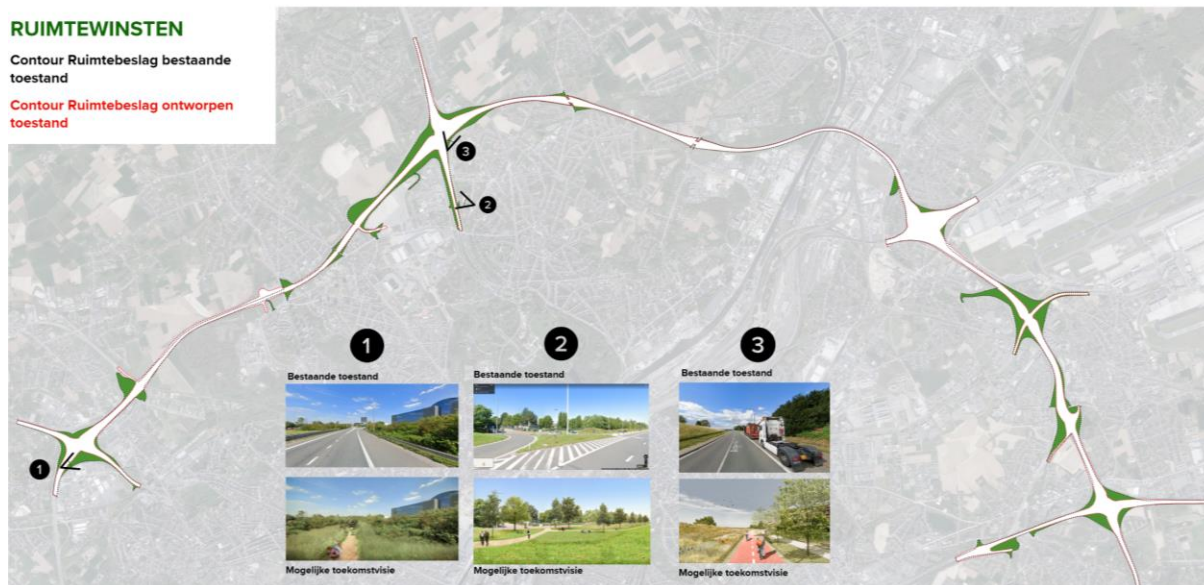 RUIMTEWINSTEN
Contour Ruimtebeslag bestaande
toestand
Contour Ruimtebeslag ontworpen
toestand
3
2
1
1
2
3
Bestaande toestand
Bestaande toestand
Bestaande toestand
Mogelijke toekomstvisie
Mogelijke toekomstvisie
Mogelijke toekomstvisie